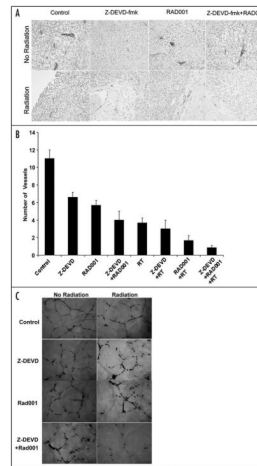 A
Control
Z-DEVD-fmk
RAD001
Z-DEVD-fmk+RAD0
No Radiation
Radiation
B
Number of Vessels
14
12
10
8
6
4
2
0
Control
Z-DEVD
RAD001
Z-DEVD
+RAD001
RT
Z-DEVD
+RT
RAD001
+RT
Z-DEVD
+RAD001
+RT
C
No Radiation
Radiation
Control
Z-DEVD
Rad001
Z-DEVD
+Rad001